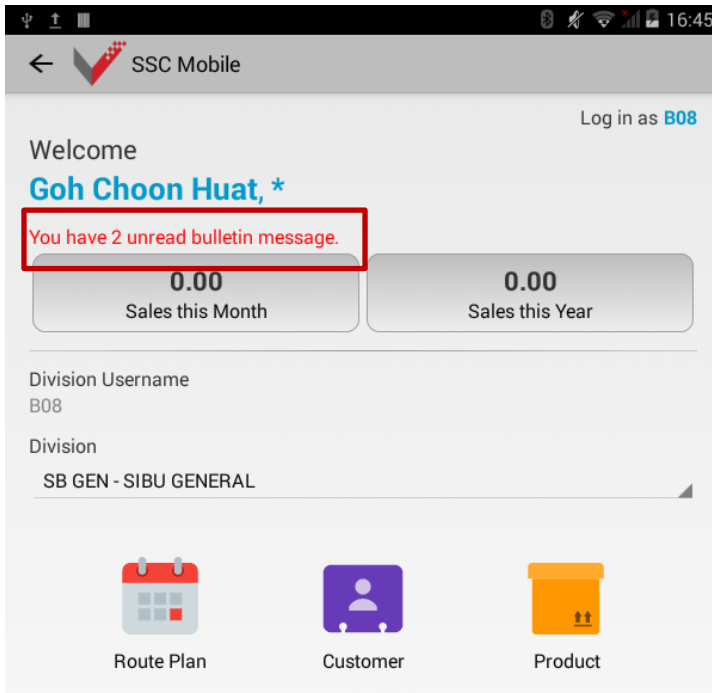 16:45
SSC Mobile
Log in as B08
Welcome
Goh Choon Huat, *
You have 2 unread bulletin message.
0.00 0.00
Sales this Month Sales this Year
Division Username
B08
Division
SB GEN - SIBU GENERAL
Route Plan Customer Product